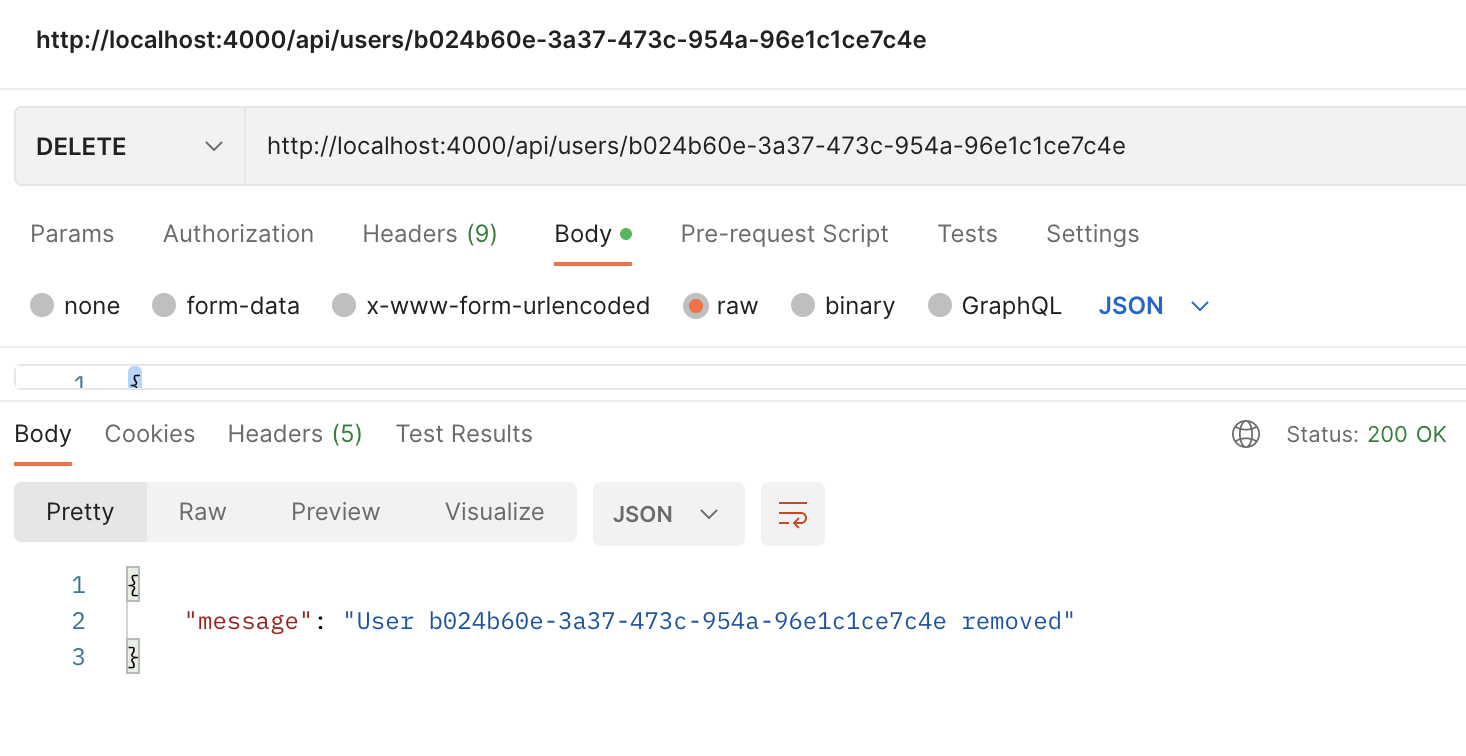 http://localhost:4000/api/users/b024b60e-3a37-473c-954a-96e1c1ce7c4e
DELETE http://localhost:4000/api/users/b024b60e-3a37-473c-954a-96e1c1ce7c4e
Params Authorization Headers (9) Body Pre-request Script Tests Settings
none form-data x-www-form-urlencoded raw binary GraphQL JSON
1 {
Body Cookies Headers (5) Test Results Status: 200 OK
Pretty Raw Preview Visualize JSON
1 {
2 "message": "User b024b60e-3a37-473c-954a-96e1c1ce7c4e removed"
3 }